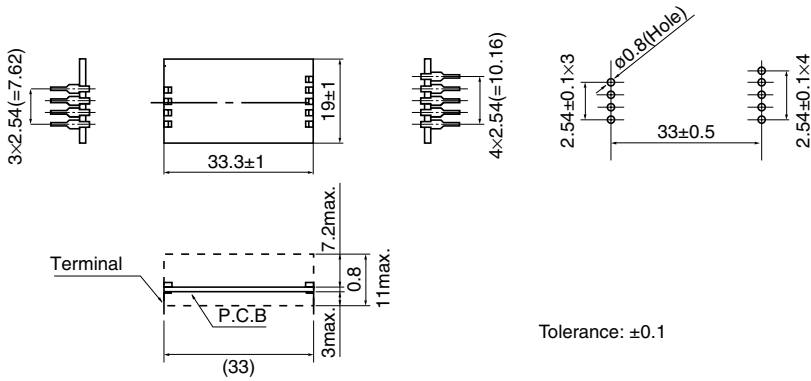 3×2.54(=7.62)
19±1
33.3±1
4×2.54(=10.16)
ø0.8(Hole)
2.54±0.1×3
33±0.5
2.54±0.1×4
Terminal
P.C.B
7.2max.
0.8
11max.
3max.
(33)
Tolerance: ±0.1